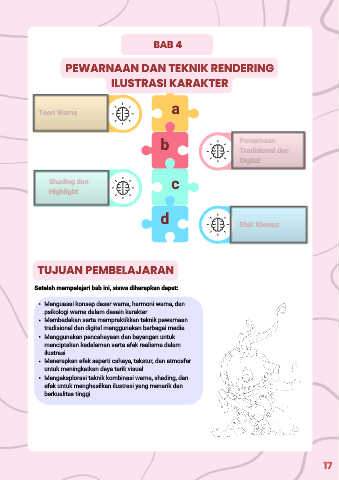 BAB 4
PEWARNAAN DAN TEKNIK RENDERING
ILUSTRASI KARAKTER
Teori Warna
a
b
Pewarnaan
Tradisional dan
Digital
Shading dan
Highlight
c
d
Efek Khusus
TUJUAN PEMBELAJARAN
Setelah mempelajari bab ini, siswa diharapkan dapat:
• Menguasai konsep dasar warna, harmoni warna, dan
psikologi warna dalam desain karakter
• Membedakan serta mempraktikkan teknik pewarnaan
tradisional dan digital menggunakan berbagai media
• Menggunakan pencahayaan dan bayangan untuk
menciptakan kedalaman serta efek realisme dalam
ilustrasi
• Menerapkan efek seperti cahaya, tekstur, dan atmosfer
untuk meningkatkan daya tarik visual
• Mengeksplorasi teknik kombinasi warna, shading, dan
efek untuk menghasilkan ilustrasi yang menarik dan
berkualitas tinggi
17